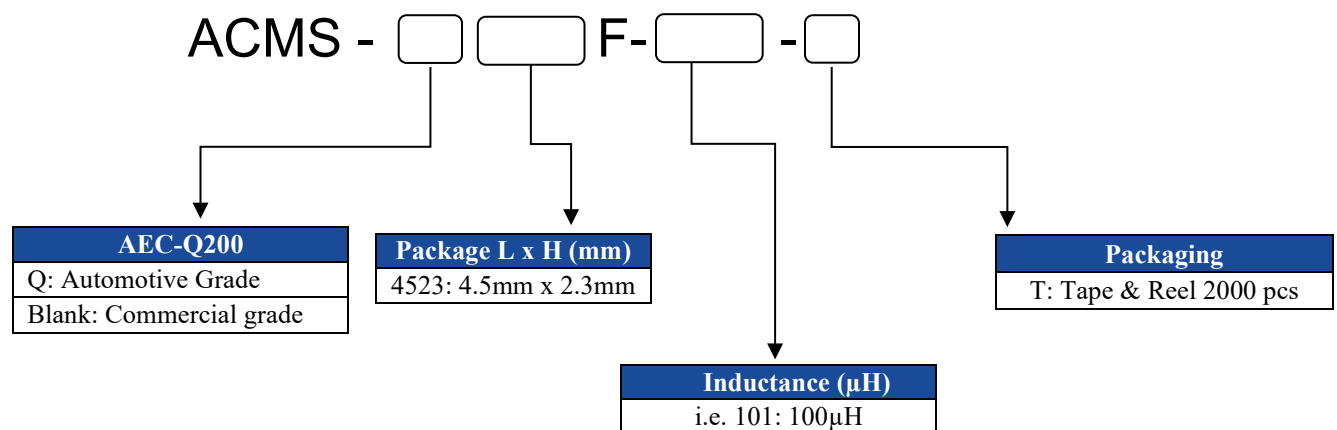 ACMS - F- -
AEC-Q200
Q: Automotive Grade
Blank: Commercial grade
Package L x H (mm)
4523: 4.5mm x 2.3mm
Packaging
T: Tape & Reel 2000 pcs
Inductance (µH)
i.e. 101: 100µH